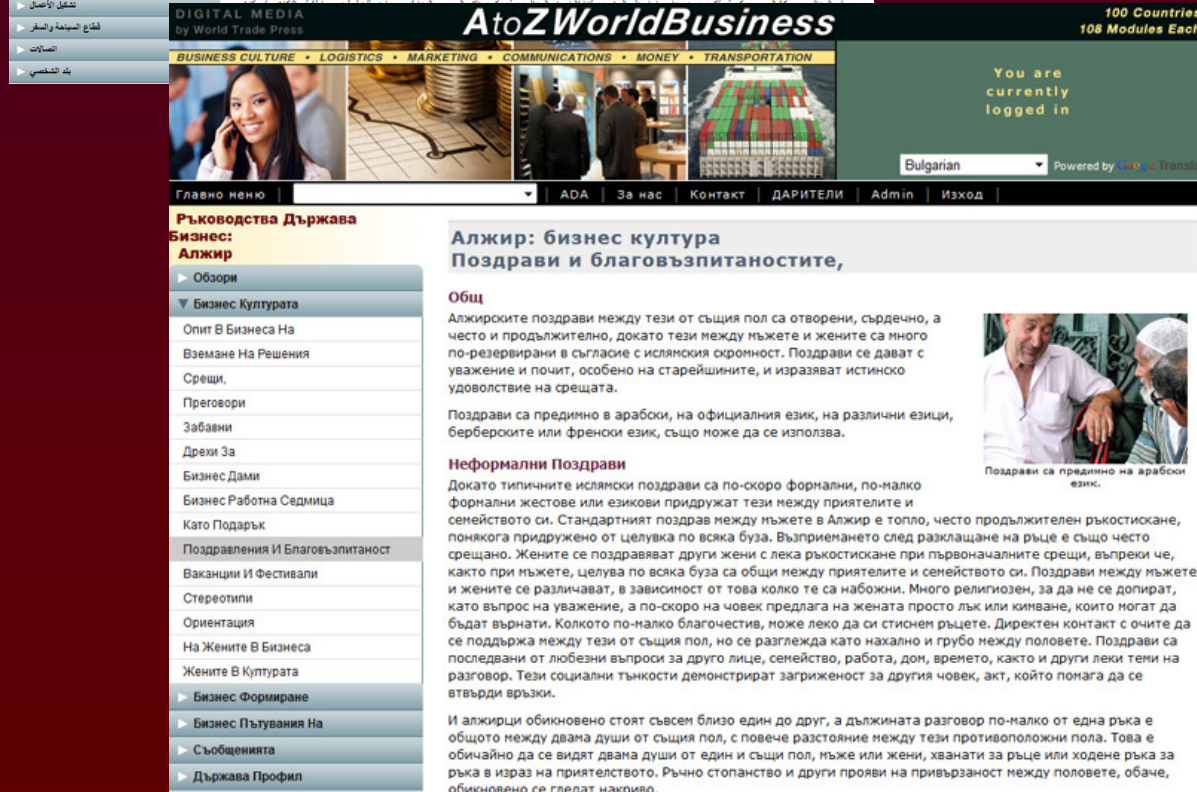 تشكيل الأعمال
قطاع السياحة والسفر
اتصالات
بلد الشخصي
DIGITAL MEDIA
by World Trade Press
AtoZWorldBusiness
100 Countries
108 Modules Each
BUSINESS CULTURE • LOGISTICS • MARKETING • COMMUNICATIONS • MONEY • TRANSPORTATION
You are
currently
logged in
Bulgarian
Powered by Google Transla
Главно меню
ADA
За нас
Контакт
ДАРИТЕЛИ
Admin
Изход
Ръководства Държава
Бизнес:
Алжир
Обзори
Бизнес Културата
Опит В Бизнеса На
Вземане На Решения
Срещи,
Преговори
Забавни
Дрехи За
Бизнес Дами
Бизнес Работна Седмица
Като Подарък
Поздравления И Благовъзпитаност
Ваканции И Фестивали
Стереотипи
Ориентация
На Жените В Бизнеса
Жените В Културата
Бизнес Формиране
Бизнес Пътувания На
Съобщенията
Държава Профил
Алжир: бизнес култура
Поздрави и благовъзпитаностите,
Общ
Алжирските поздрави между тези от същия пол са отворени, сърдечно, а
често и продължително, докато тези между мъжете и жените са много
по-резервирани в съгласие с ислямския скромност. Поздрави се дават с
уважение и почит, особено на старейшините, и изразяват истинско
удоволствие на срещата.
Поздрави са предимно в арабски, на официалния език, на различни езици,
берберските или френски език, също може да се използва.
Поздрави са предимно на арабски
език.
Неформални Поздрави
Докато типичните ислямски поздрави са по-скоро формални, по-малко
формални жестове или езикови придружат тези между приятелите и
семейството си. Стандартният поздрав между мъжете в Алжир е топло, често продължителен ръкостискане,
понякога придружено от целувка по всяка буза. Възприемането след разклащане на ръце е също често
срещано. Жените се поздравяват други жени с лека ръкостискане при първоначалните срещи, въпреки че,
както при мъжете, целува по всяка буза са общи между приятелите и семейството си. Поздрави между мъжете
и жените се различават, в зависимост от това колко те са набожни. Много религиозен, за да не се допират,
като въпрос на уважение, а по-скоро на човек предлага на жената просто лък или кимване, които могат да
бъдат върнати. Колкото по-малко благочестив, може леко да си стиснем ръцете. Директен контакт с очите да
се поддържа между тези от същия пол, но се разглежда като нахално и грубо между половете. Поздрави са
последвани от любезни въпроси за друго лице, семейство, работа, дом, времето, както и други леки теми на
разговор. Тези социални тънкости демонстрират загриженост за другия човек, акт, който помага да се
втвърди връзки.
И алжирци обикновено стоят съвсем близо един до друг, а дължината разговор по-малко от една ръка е
общото между двама души от същия пол, с повече разстояние между тези противоположни пола. Това е
обичайно да се видят двама души от един и същи пол, мъже или жени, хванати за ръце или ходене ръка за
ръка в израз на приятелството. Ръчно стопанство и други прояви на привързаност между половете, обаче,
обикновено се гледат накриво.